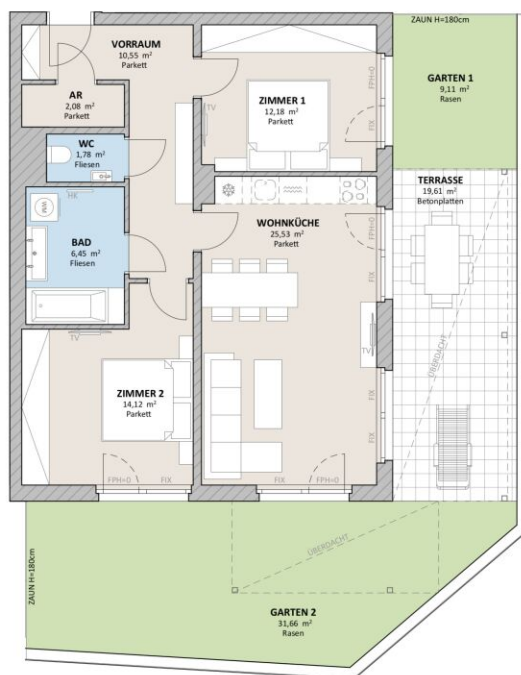 ZAUN H=180cm
VORRAUM
10,55 m²
Parkett
GARTEN 1
9,11 m²
Rasen
AR
2,08 m²
Parkett
ZIMMER 1
12,18 m²
Parkett
TV
FPH=0
FIX
WC
1,78 m²
Fliesen
TERRASSE
19,61 m²
Betonplatten
HK
WM
BAD
6,45 m²
Fliesen
WOHNKÜCHE
25,53 m²
Parkett
FPH=0
FIX
TV
ÜBERDACHT
TV
ZIMMER 2
14,12 m²
Parkett
FIX
FPH=0
FIX
FIX
FPH=0
ZAUN H=180cm
ÜBERDACHT
GARTEN 2
31,66 m²
Rasen